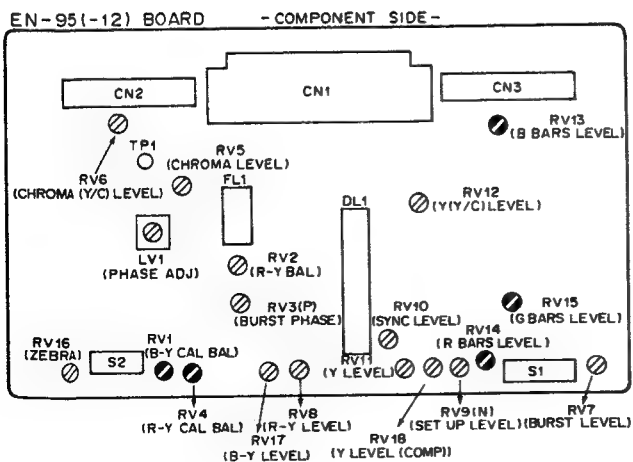 EN-95(-12) BOARD
-COMPONENT SIDE-
CN2
CN1
CN3
RV13
(B BARS LEVEL)
TP1
RV5
(CHROMA LEVEL)
RV6
(CHROMA (Y/C) LEVEL)
FL1
DL1
RV12
(Y(Y/C) LEVEL)
LV1
(PHASE ADJ)
RV2
(R-Y BAL)
RV3(P)
(BURST PHASE)
RV10
(SYNC LEVEL)
RV15
(G BARS LEVEL)
RV16
(ZEBRA)
S2
RV1
(B-Y CAL BAL)
RV11
(Y LEVEL)
RV14
(R BARS LEVEL)
S1
RV4
(R-Y CAL BAL)
RV8
(R-Y LEVEL)
RV17
(B-Y LEVEL)
RV18
(Y LEVEL (COMP))
RV9(N)
(SET UP LEVEL)
RV7
(BURST LEVEL)